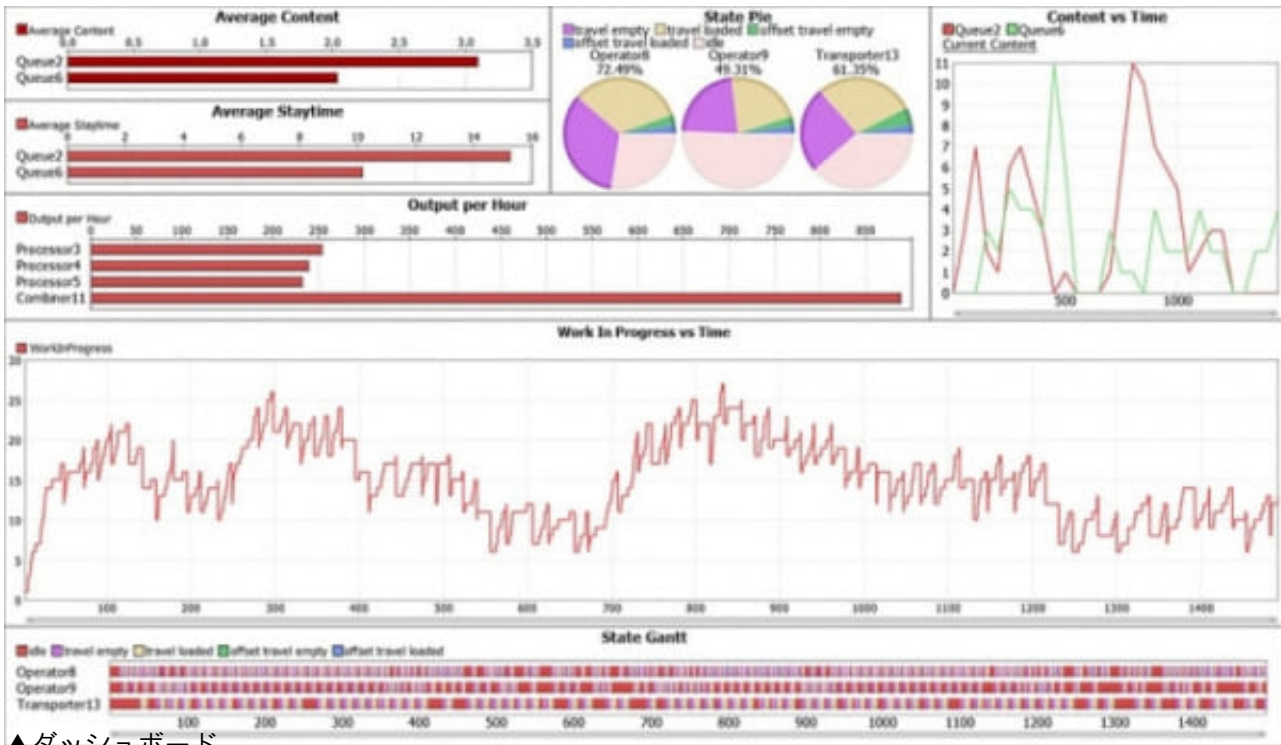 Average Content
Average Content
0.0 0.5 1.0 1.5 2.0 2.5 3.0 3.5
Queue2
Queue6
Average Staytime
Average Staytime
0 2 4 6 8 10 12 14 16
Queue2
Queue6
State Pie
travel empty travel loaded offset travel empty
offset travel loaded idle
Operator8 Operator9 Transporter13
72.49% 49.31% 61.35%
Content vs Time
Queue2 Queue6
Current Content
11
10
9
8
7
6
5
4
3
2
1
0
500 1000
Output per Hour
Output per Hour
0 50 100 150 200 250 300 350 400 450 500 550 600 650 700 750 800 850
Processor3
Processor4
Processor5
Combiner11
Work In Progress vs Time
WorkInProgress
30
25
20
15
10
5
0
100 200 300 400 500 600 700 800 900 1000 1100 1200 1300 1400
State Gantt
idle travel empty travel loaded offset travel empty offset travel loaded
Operator8
Operator9
Transporter13
100 200 300 400 500 600 700 800 900 1000 1100 1200 1300 1400
▲ダッシュボード